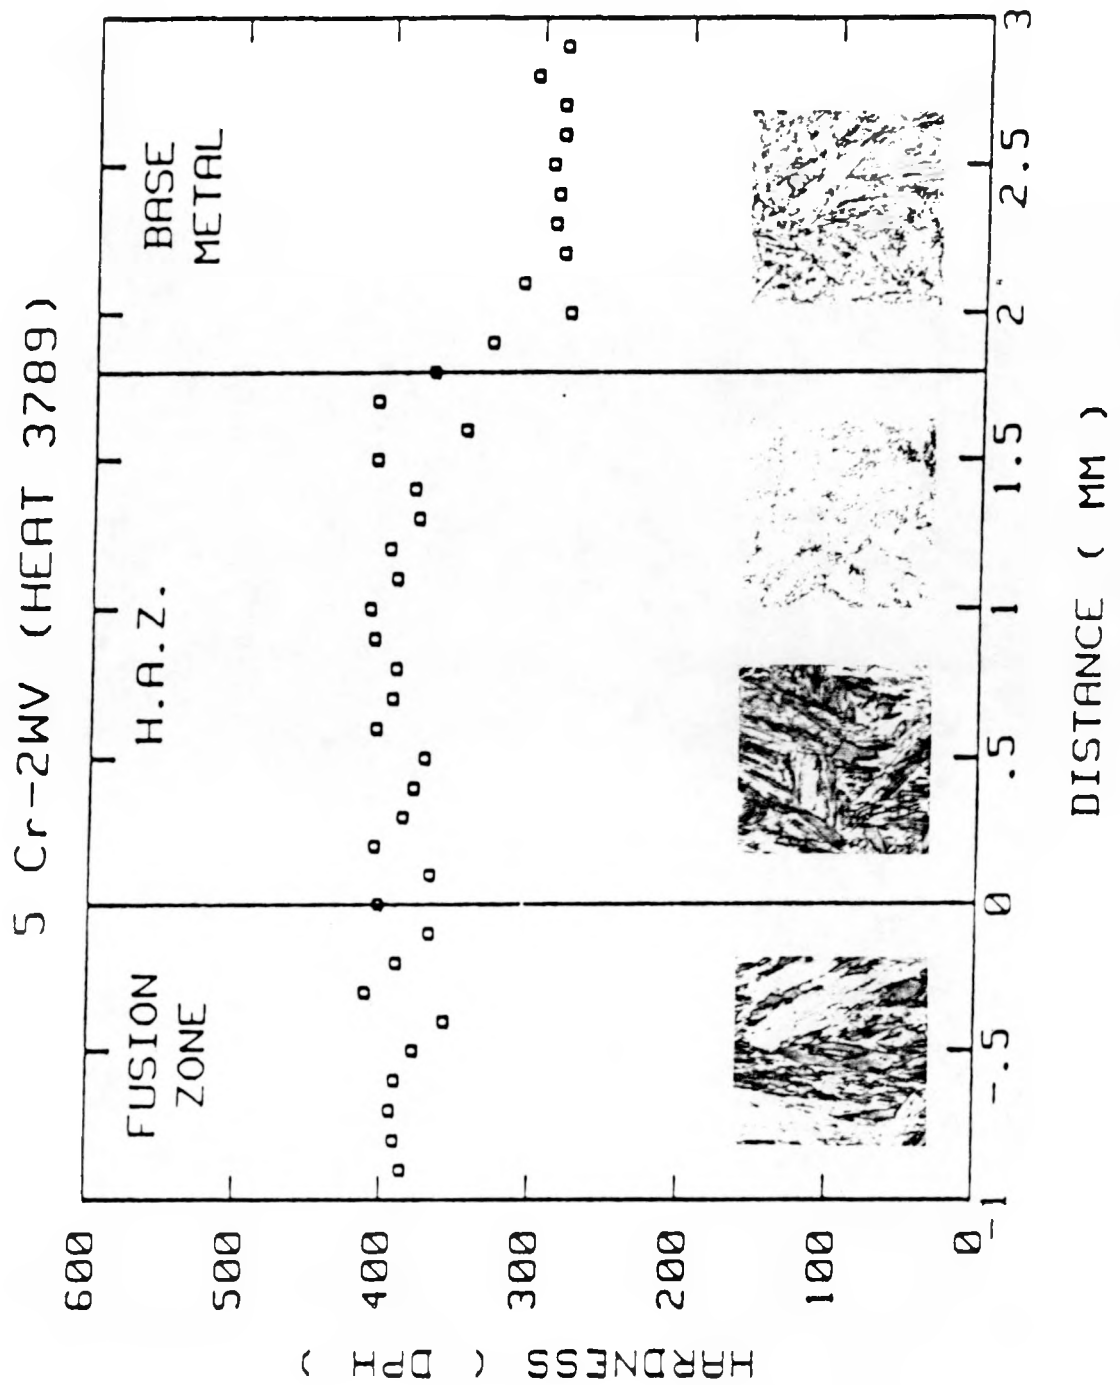 5 Cr-2WV (HEAT 3789)
FUSION
ZONE
H.A.Z.
BASE
METAL
600
500
400
300
200
100
0
HARDNESS ( DPH )
-1
-.5
0
.5
1
1.5
2
2.5
3
DISTANCE ( MM )